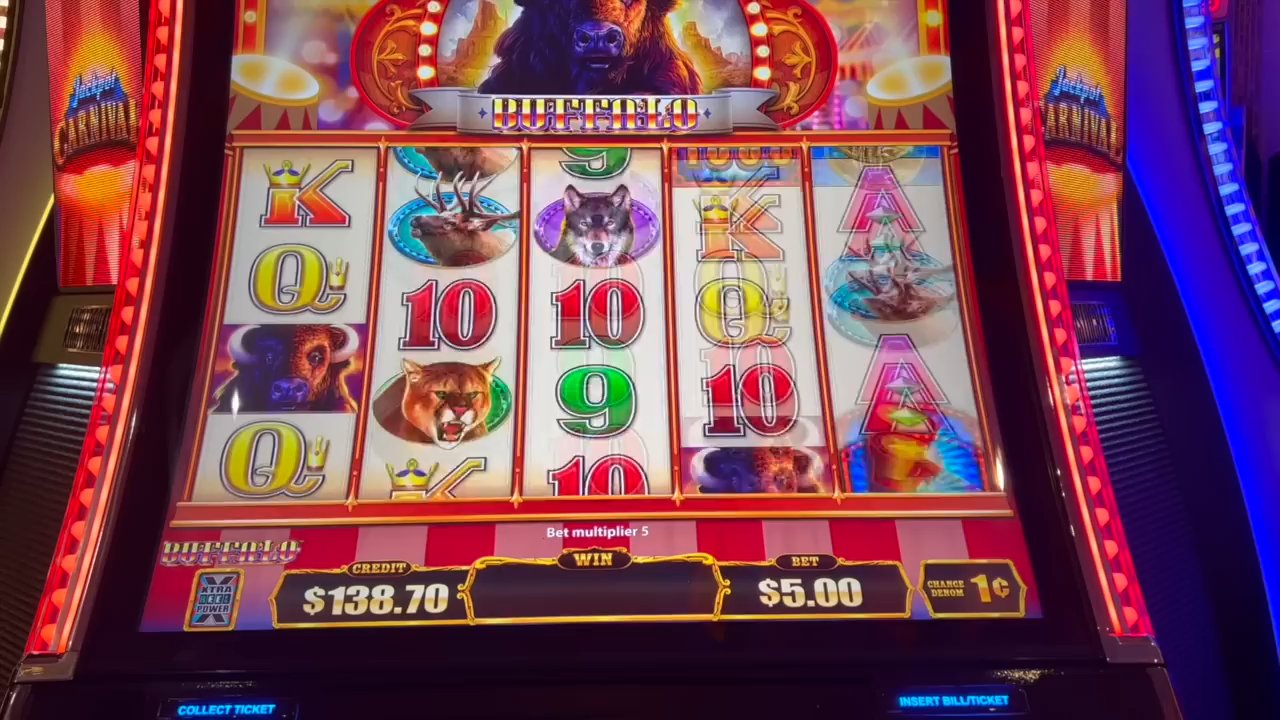 Jackpot
CARNIVAL
Jackpot
CARNIVAL
BUFFALO
9
1000
K
K
A
Q
10
10
Q
10
9
A
Q
K
10
Bet multiplier 5
BUFFALO
XTRA
REEL
POWER
CREDIT
WIN
BET
$138.70
$5.00
CHANGE
DENOM
1¢
COLLECT TICKET
INSERT BILL/TICKET